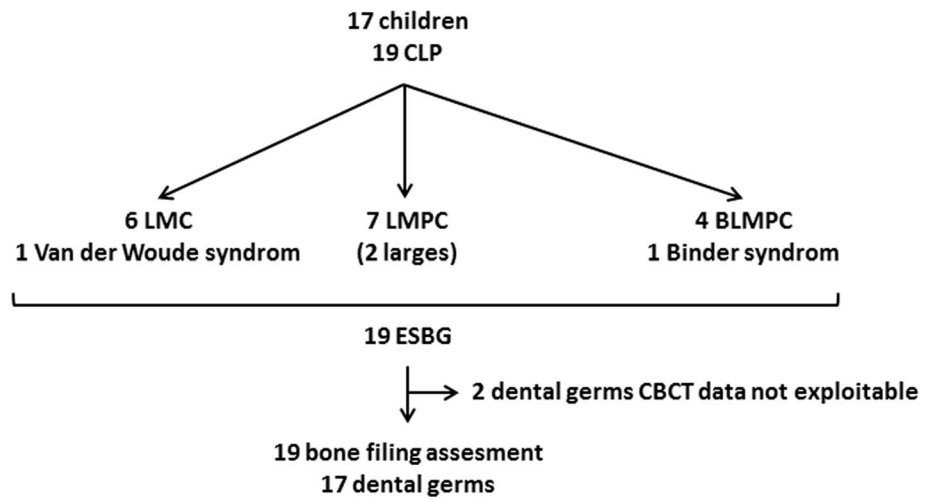 17 children
19 CLP
6 LMC
1 Van der Woude syndrom
7 LMPC
(2 larges)
4 BLMPC
1 Binder syndrom
19 ESBG
2 dental germs CBCT data not exploitable
19 bone filing assesment
17 dental germs